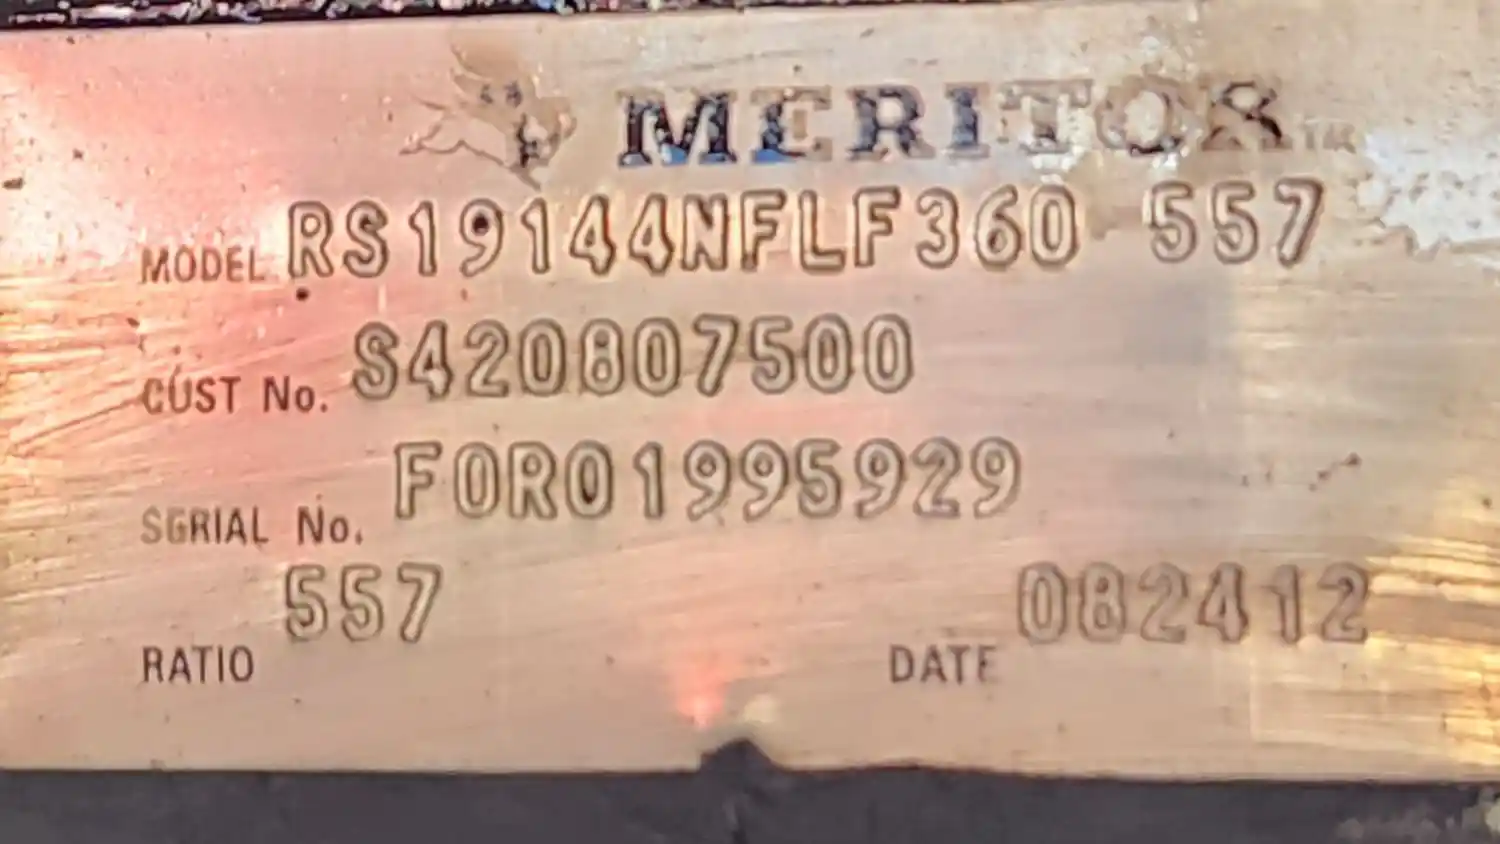 MERITOR TM
MODEL RS19144NFLF360 557
CUST No. S420807500
SERIAL No. FOR01995929
RATIO 557 DATE 082412